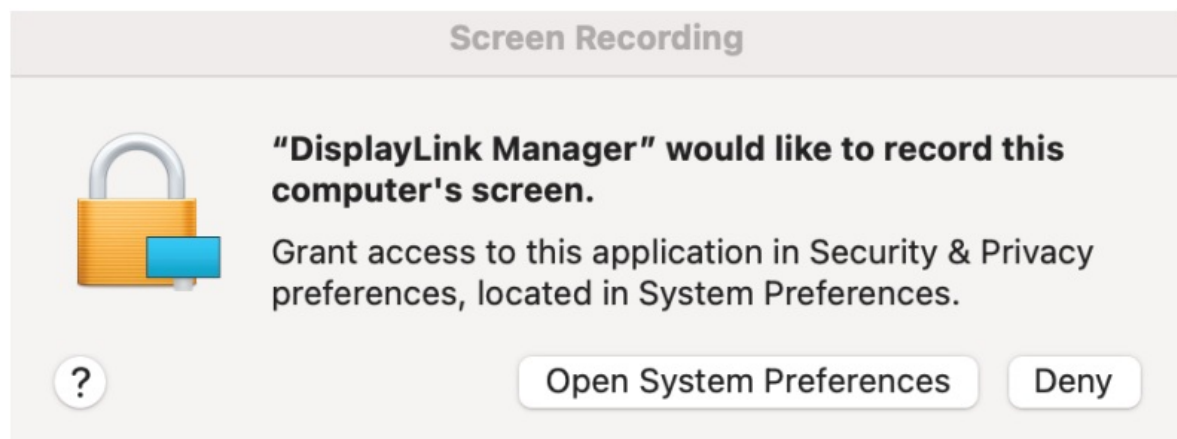 Screen Recording
“DisplayLink Manager” would like to record this
computer's screen.
Grant access to this application in Security & Privacy
preferences, located in System Preferences.
?
Open System Preferences
Deny